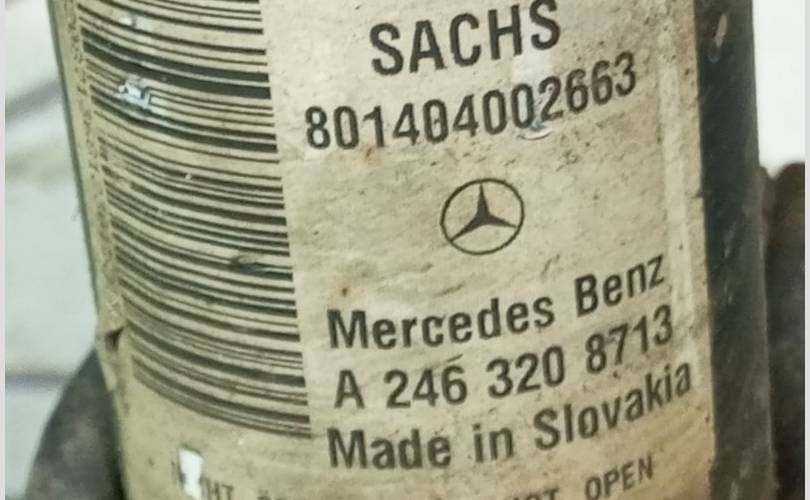 SACHS
801404002663
Mercedes Benz
A 246 320 8713
Made in Slovakia
OPEN